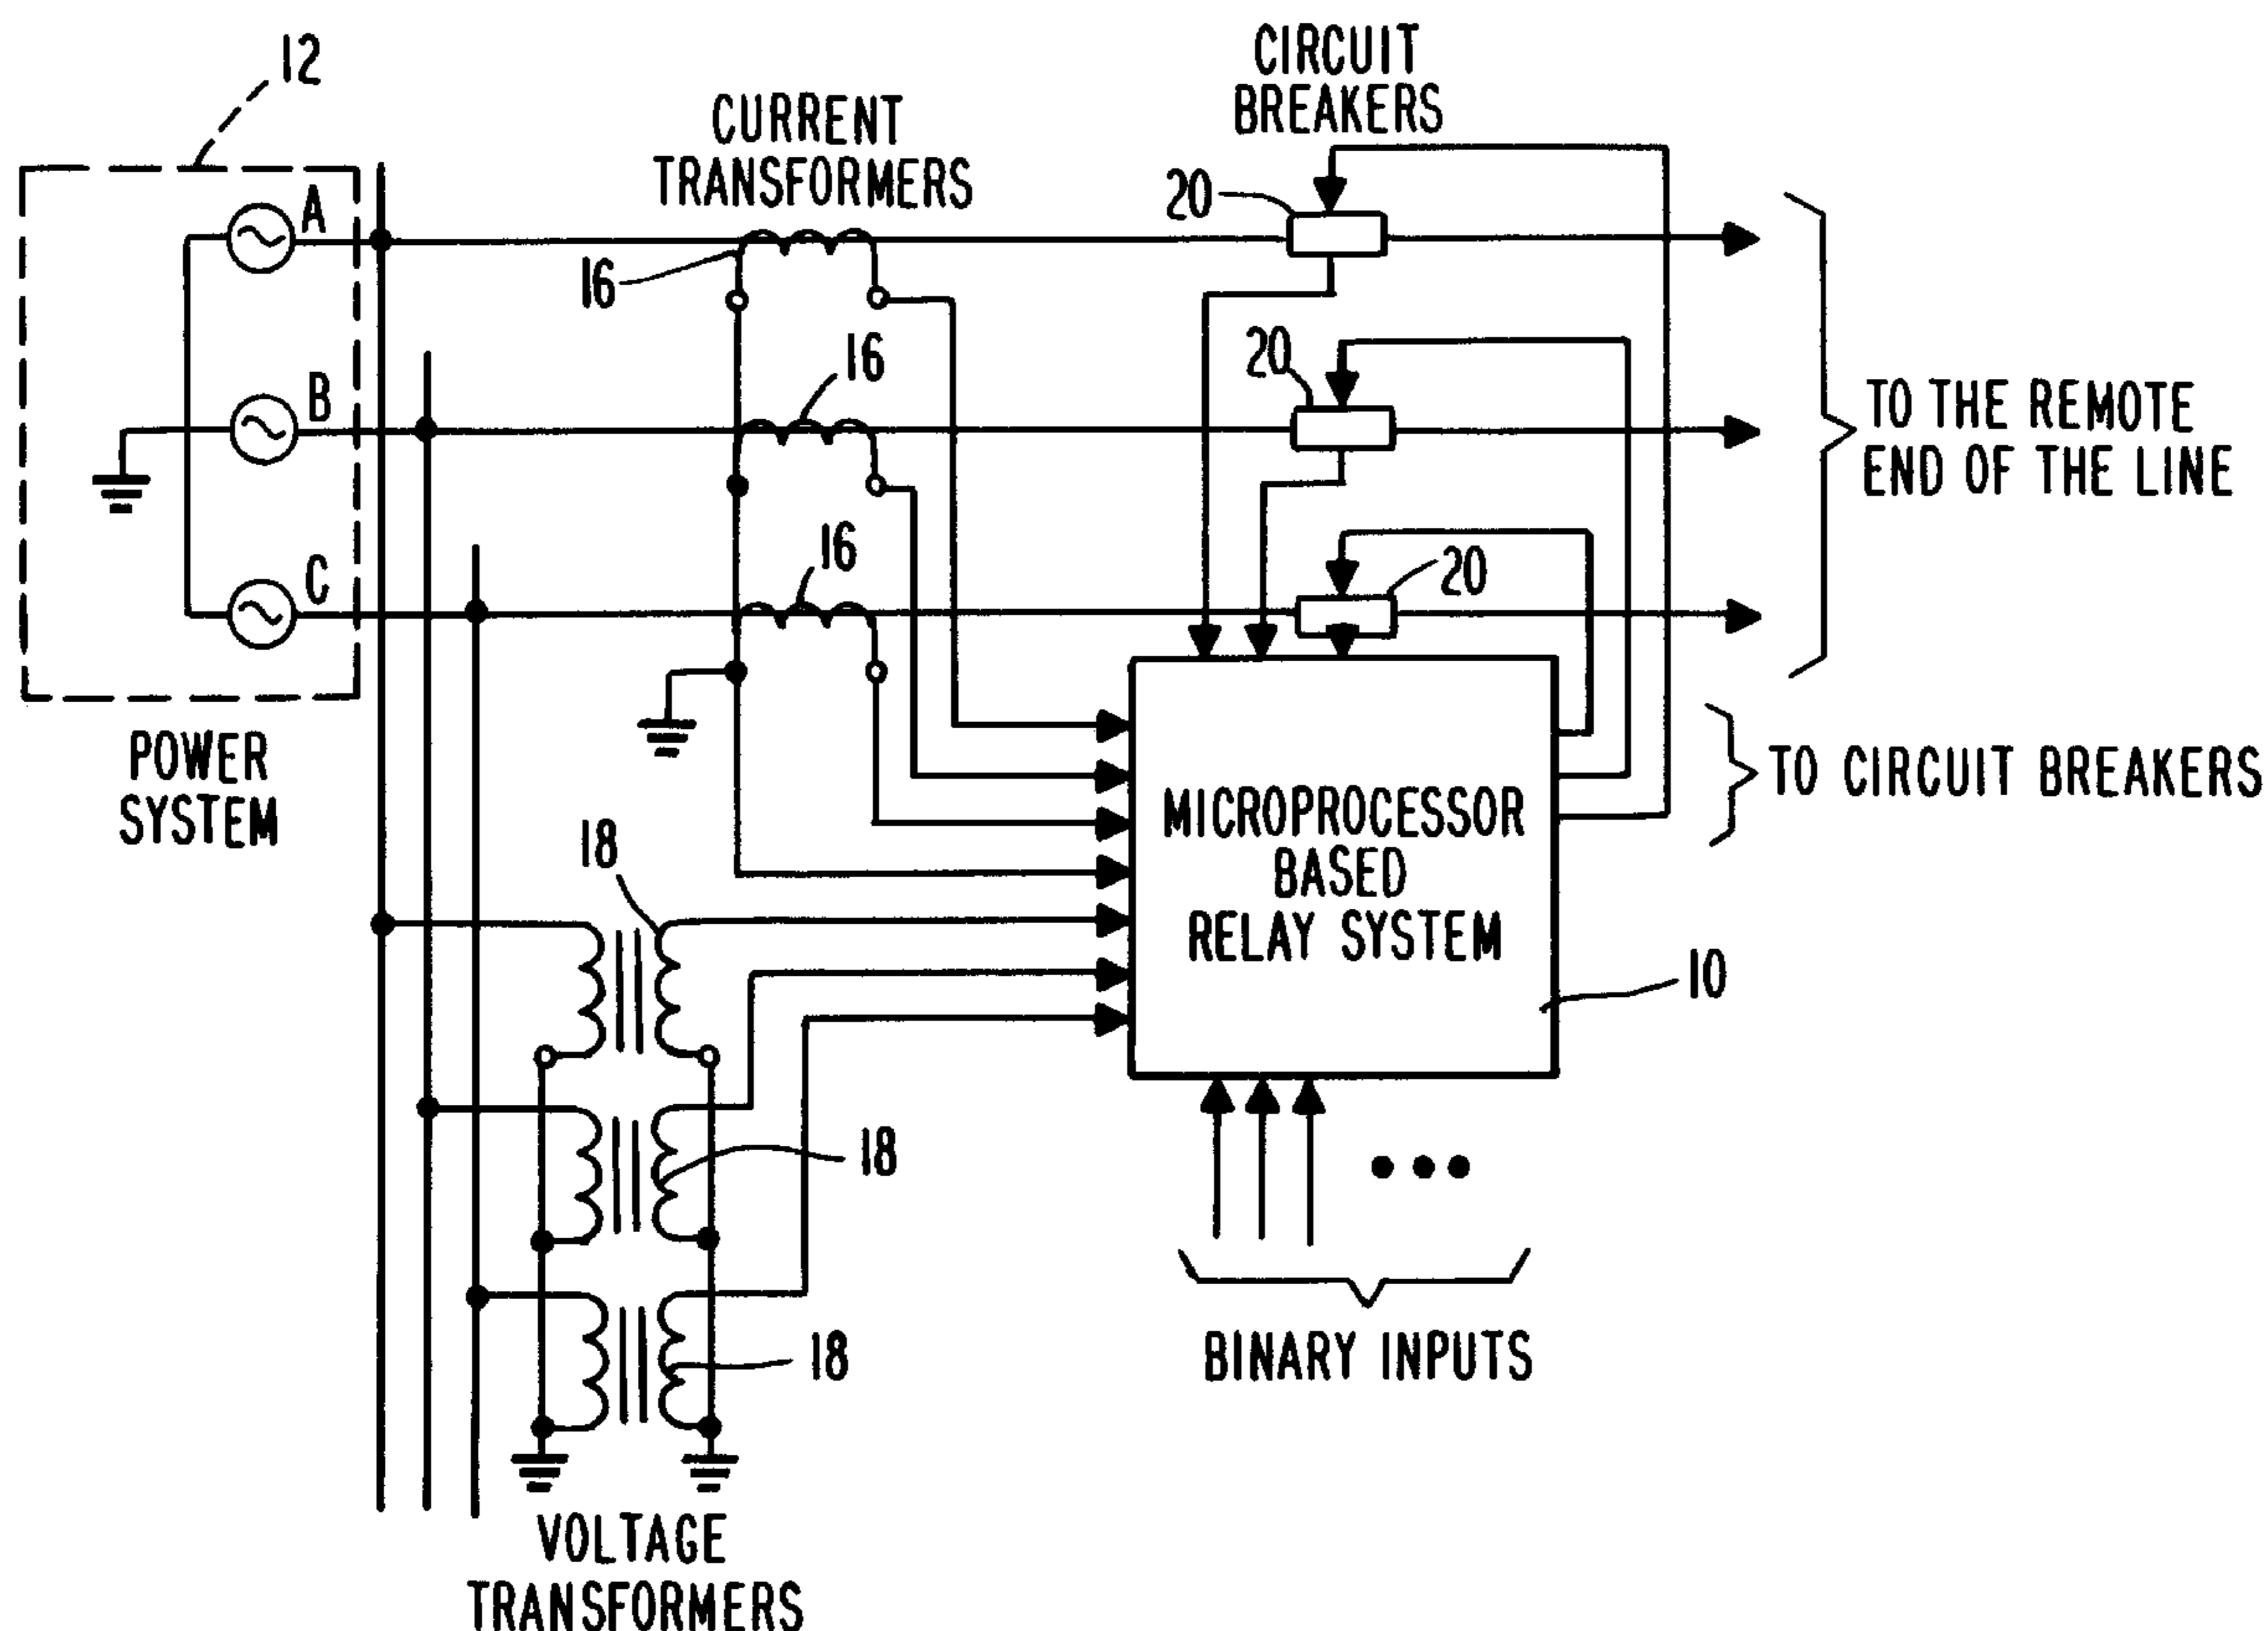 12
CIRCUIT
BREAKERS
CURRENT
TRANSFORMERS
20
A
16
20
16
B
TO THE REMOTE
END OF THE LINE
16
20
C
POWER
SYSTEM
TO CIRCUIT BREAKERS
MICROPROCESSOR
BASED
RELAY SYSTEM
18
10
18
BINARY INPUTS
18
VOLTAGE
TRANSFORMERS